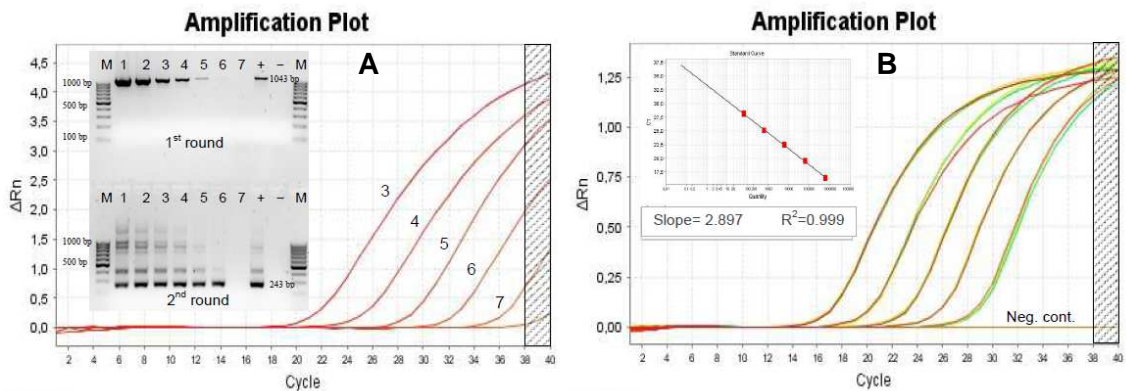 Amplification Plot
A
4,5
4,0
3,5
3,0
2,5
2,0
1,5
1,0
0,5
0,0
ΔRn
2 4 6 8 10 12 14 16 18 20 22 24 26 28 30 32 34 36 38 40
Cycle
M 1 2 3 4 5 6 7 + – M
1000 bp
500 bp
100 bp
1043 bp
1st round
M 1 2 3 4 5 6 7 + – M
1000 bp
500 bp
243 bp
2nd round
3
4
5
6
7
Amplification Plot
B
1,25
1,00
0,75
0,50
0,25
0,00
ΔRn
2 4 6 8 10 12 14 16 18 20 22 24 26 28 30 32 34 36 38 40
Cycle
Standard Curve
Quantity
Slope= 2.897 R2=0.999
Neg. cont.